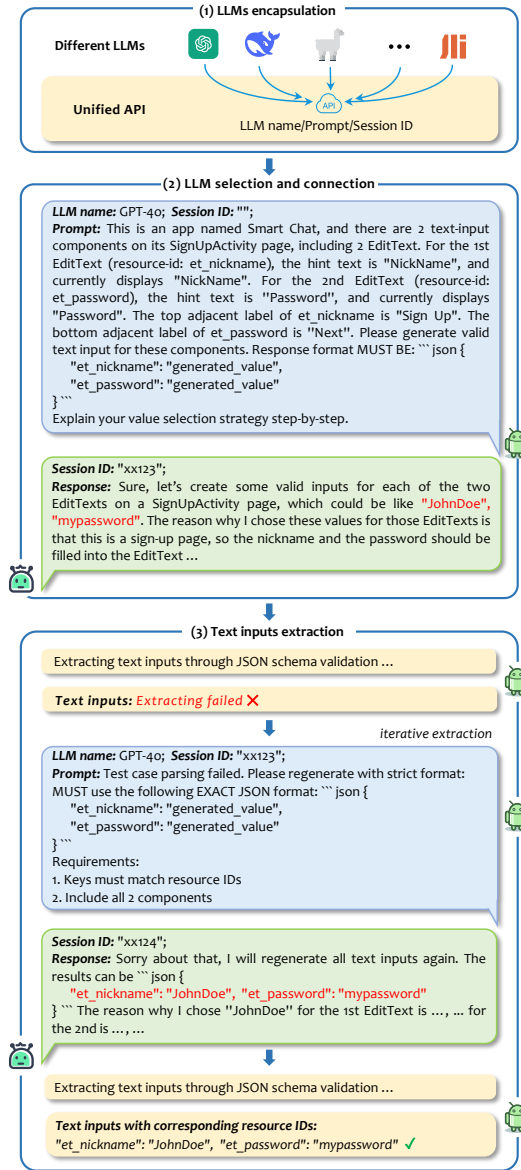 (1) LLMs encapsulation
Different LLMs
Unified API
API
LLM name/Prompt/Session ID
(2) LLM selection and connection
LLM name: GPT-4o; Session ID: "";
Prompt: This is an app named Smart Chat, and there are 2 text-input
components on its SignUpActivity page, including 2 EditText. For the 1st
EditText (resource-id: et_nickname), the hint text is "NickName", and
currently displays "NickName". For the 2nd EditText (resource-id:
et_password), the hint text is "Password", and currently displays
"Password". The top adjacent label of et_nickname is "Sign Up". The
bottom adjacent label of et_password is "Next". Please generate valid
text input for these components. Response format MUST BE: ``` json {
"et_nickname": "generated_value",
"et_password": "generated_value"
} ```
Explain your value selection strategy step-by-step.
Session ID: "xx123";
Response: Sure, let's create some valid inputs for each of the two
EditTexts on a SignUpActivity page, which could be like "JohnDoe",
"mypassword". The reason why I chose these values for those EditTexts is
that this is a sign-up page, so the nickname and the password should be
filled into the EditText ...
(3) Text inputs extraction
Extracting text inputs through JSON schema validation ...
Text inputs: Extracting failed ✕
iterative extraction
LLM name: GPT-4o; Session ID: "xx123";
Prompt: Test case parsing failed. Please regenerate with strict format:
MUST use the following EXACT JSON format: ``` json {
"et_nickname": "generated_value",
"et_password": "generated_value"
} ```
Requirements:
1. Keys must match resource IDs
2. Include all 2 components
Session ID: "xx124";
Response: Sorry about that, I will regenerate all text inputs again. The
results can be ``` json {
"et_nickname": "JohnDoe", "et_password": "mypassword"
} ``` The reason why I chose "JohnDoe" for the 1st EditText is ..., ... for
the 2nd is ..., ...
Extracting text inputs through JSON schema validation ...
Text inputs with corresponding resource IDs:
"et_nickname": "JohnDoe", "et_password": "mypassword" ✓